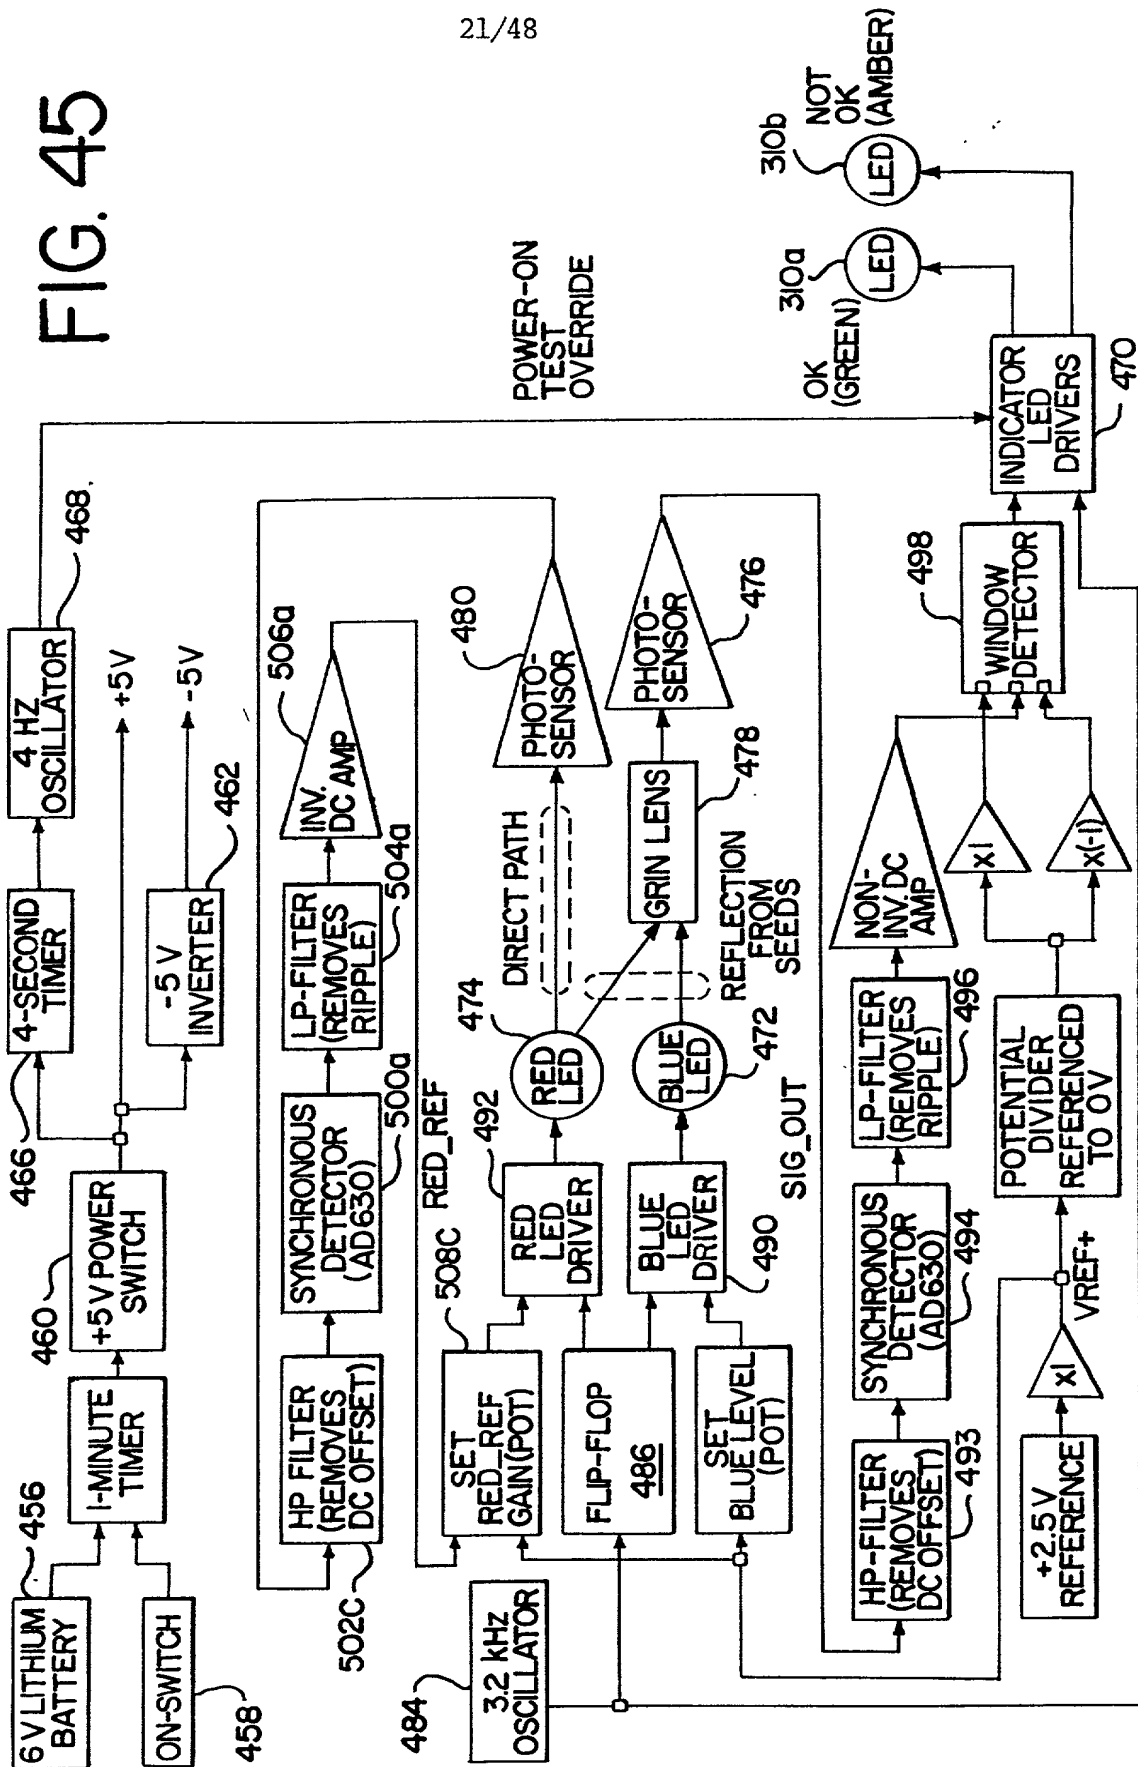 21/48
FIG. 45
6 V LITHIUM
BATTERY
456
ON-SWITCH
458
1-MINUTE
TIMER
460
+5 V POWER
SWITCH
466
4-SECOND
TIMER
4 HZ
OSCILLATOR
468
+5V
-5 V
INVERTER
462
-5V
POWER-ON
TEST
OVERRIDE
HP FILTER
(REMOVES
DC OFFSET)
502C
SYNCHRONOUS
DETECTOR
(AD630)
500a
LP-FILTER
(REMOVES
RIPPLE)
504a
INV.
DC AMP
506a
RED_REF
484
3.2 kHz
OSCILLATOR
SET
RED_REF
GAIN(POT)
508C
FLIP-FLOP
486
SET
BLUE LEVEL
(POT)
RED
LED
DRIVER
492
BLUE
LED
DRIVER
490
RED
LED
474
BLUE
LED
472
DIRECT PATH
REFLECTION
FROM
SEEDS
GRIN LENS
478
PHOTO-
SENSOR
480
PHOTO-
SENSOR
476
SIG_OUT
HP-FILTER
(REMOVES
DC OFFSET)
493
SYNCHRONOUS
DETECTOR
(AD630)
494
LP-FILTER
(REMOVES
RIPPLE)
496
NON-
INV. DC
AMP
+2.5 V
REFERENCE
x1
VREF+
POTENTIAL
DIVIDER
REFERENCED
TO 0V
x1
x(-1)
WINDOW
DETECTOR
498
INDICATOR
LED
DRIVERS
470
OK
(GREEN)
310a
LED
310b
LED
NOT
OK
(AMBER)